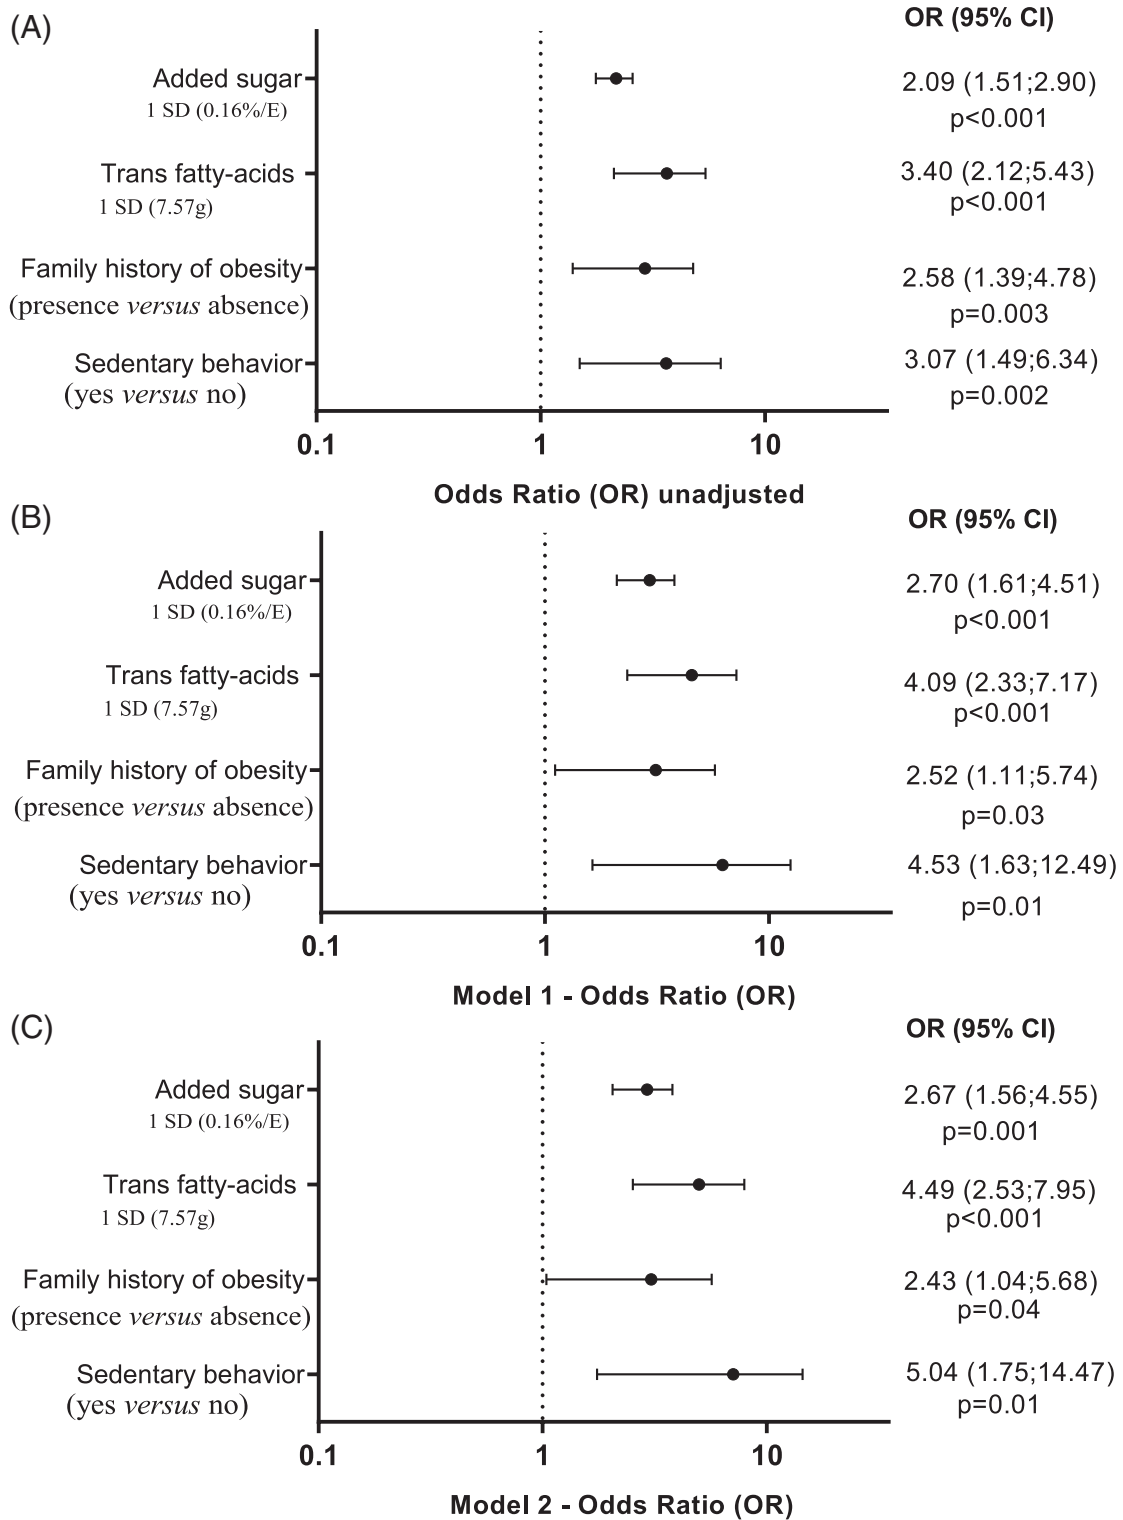 (A)
OR (95% CI)
Added sugar
1 SD (0.16%/E)
2.09 (1.51;2.90)
p<0.001
Trans fatty-acids
1 SD (7.57g)
3.40 (2.12;5.43)
p<0.001
Family history of obesity
(presence versus absence)
2.58 (1.39;4.78)
p=0.003
Sedentary behavior
(yes versus no)
3.07 (1.49;6.34)
p=0.002
0.1 1 10
Odds Ratio (OR) unadjusted
(B)
OR (95% CI)
Added sugar
1 SD (0.16%/E)
2.70 (1.61;4.51)
p<0.001
Trans fatty-acids
1 SD (7.57g)
4.09 (2.33;7.17)
p<0.001
Family history of obesity
(presence versus absence)
2.52 (1.11;5.74)
p=0.03
Sedentary behavior
(yes versus no)
4.53 (1.63;12.49)
p=0.01
0.1 1 10
Model 1 - Odds Ratio (OR)
(C)
OR (95% CI)
Added sugar
1 SD (0.16%/E)
2.67 (1.56;4.55)
p=0.001
Trans fatty-acids
1 SD (7.57g)
4.49 (2.53;7.95)
p<0.001
Family history of obesity
(presence versus absence)
2.43 (1.04;5.68)
p=0.04
Sedentary behavior
(yes versus no)
5.04 (1.75;14.47)
p=0.01
0.1 1 10
Model 2 - Odds Ratio (OR)